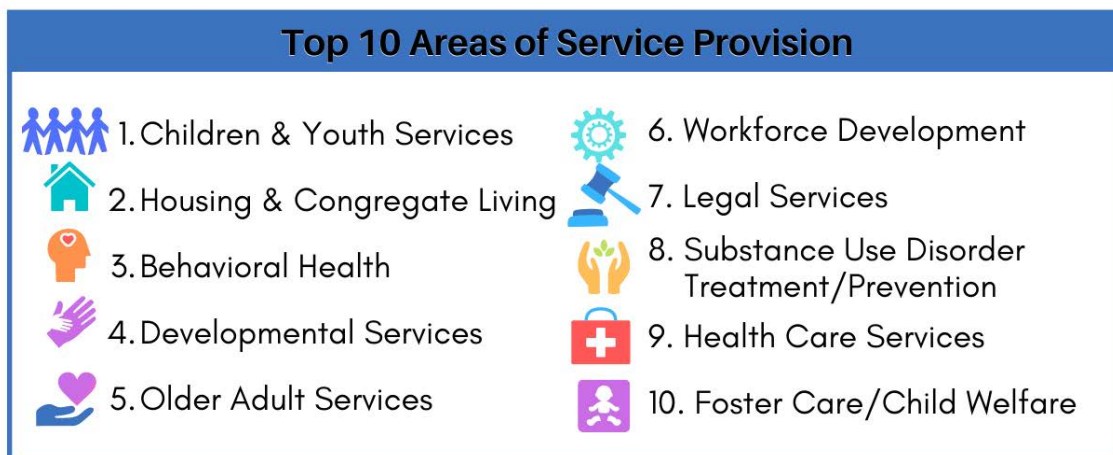 Top 10 Areas of Service Provision
1. Children & Youth Services
2. Housing & Congregate Living
3. Behavioral Health
4. Developmental Services
5. Older Adult Services
6. Workforce Development
7. Legal Services
8. Substance Use Disorder
Treatment/Prevention
9. Health Care Services
10. Foster Care/Child Welfare